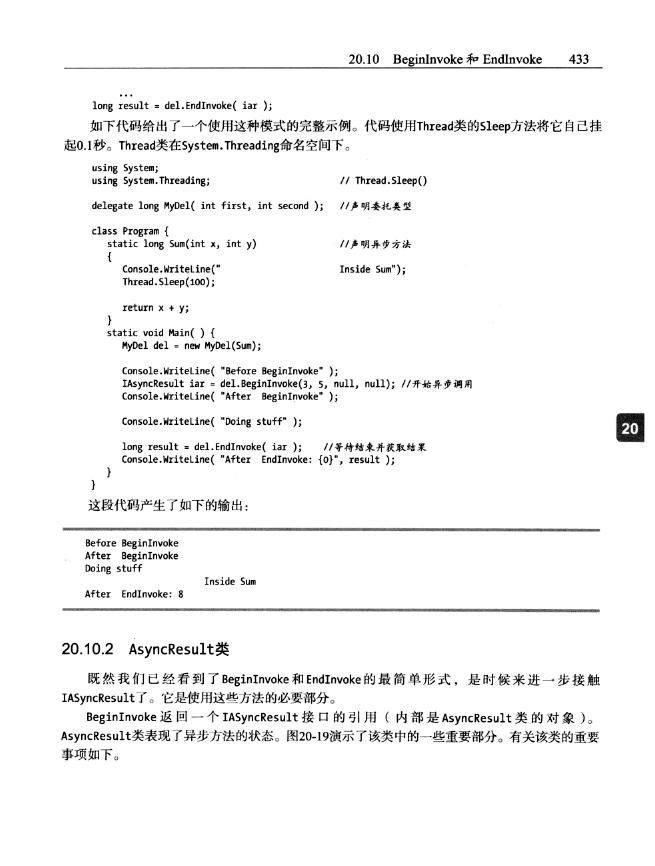 20.10 BeginInvoke 和 EndInvoke 433
...
long result = del.EndInvoke( iar );
如下代码给出了一个使用这种模式的完整示例。代码使用Thread类的Sleep方法将它自己挂
起0.1秒。Thread类在System.Threading命名空间下。
using System;
using System.Threading; // Thread.Sleep()
delegate long MyDel( int first, int second ); //声明委托类型
class Program {
static long Sum(int x, int y) //声明异步方法
{
Console.WriteLine(" Inside Sum");
Thread.Sleep(100);
return x + y;
}
static void Main( ) {
MyDel del = new MyDel(Sum);
Console.WriteLine( "Before BeginInvoke" );
IAsyncResult iar = del.BeginInvoke(3, 5, null, null); //开始异步调用
Console.WriteLine( "After BeginInvoke" );
Console.WriteLine( "Doing stuff" );
20
long result = del.EndInvoke( iar ); //等待结束并获取结果
Console.WriteLine( "After EndInvoke: {0}", result );
}
}
这段代码产生了如下的输出：
Before BeginInvoke
After BeginInvoke
Doing stuff
Inside Sum
After EndInvoke: 8
20.10.2 AsyncResult类
既然我们已经看到了BeginInvoke和EndInvoke的最简单形式，是时候来进一步接触
IASyncResult了。它是使用这些方法的必要部分。
BeginInvoke返回一个IASyncResult接口的引用（内部是AsyncResult类的对象）。
AsyncResult类表现了异步方法的状态。图20-19演示了该类中的一些重要部分。有关该类的重要
事项如下。